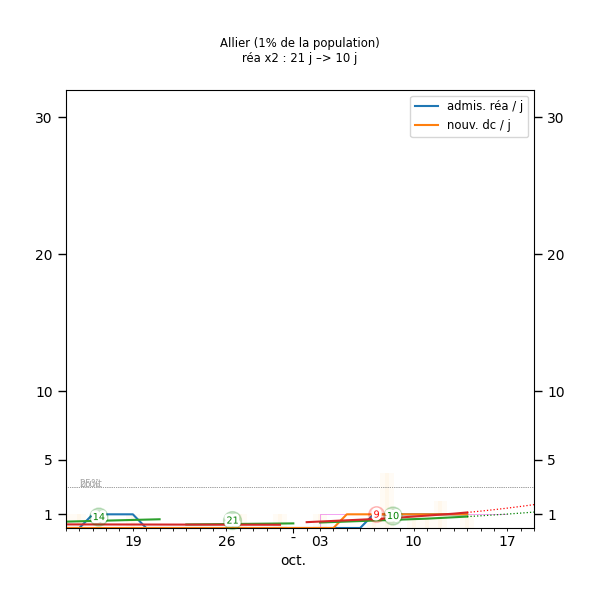 Allier (1% de la population)
réa x2 : 21 j –> 10 j
admis. réa / j
nouv. dc / j
30 30
20 20
10 10
5 5
1 1
14
21
9
10
19 26 - 03 10 17
oct.